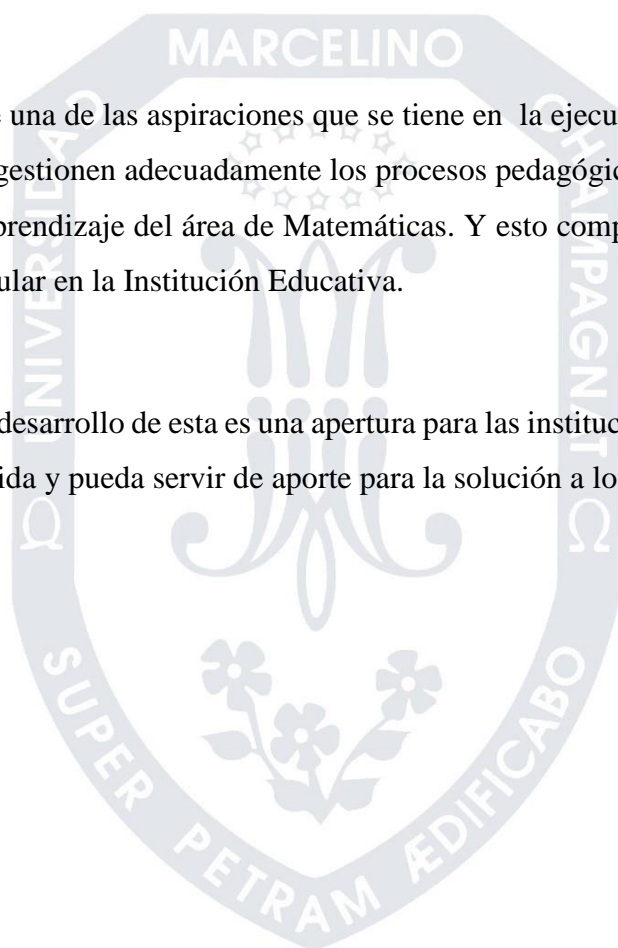 MARCELINO
una de las aspiraciones que se tiene en la ejecu
gestionen adecuadamente los procesos pedagógic
prendizaje del área de Matemáticas. Y esto comp
ular en la Institución Educativa.
desarrollo de esta es una apertura para las instituc
ida y pueda servir de aporte para la solución a lo
UNIVERSIDAD
CHAMPAGNAT
Ω
Ω
SUPER PETRAM ÆDIFICABO